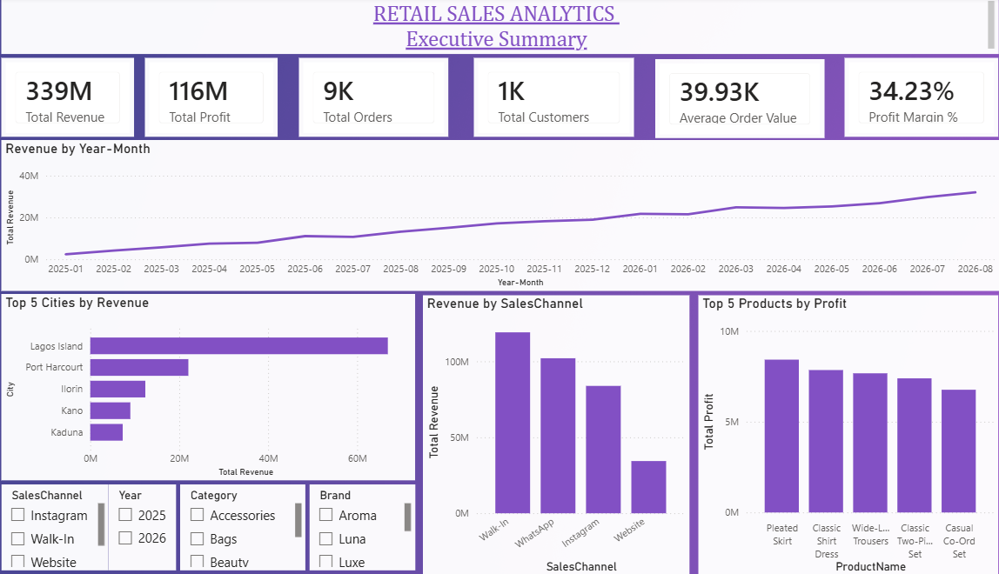 RETAIL SALES ANALYTICS
Executive Summary
339M
Total Revenue
116M
Total Profit
9K
Total Orders
1K
Total Customers
39.93K
Average Order Value
34.23%
Profit Margin %
Revenue by Year-Month
Total Revenue
40M
20M
0M
2025-01 2025-02 2025-03 2025-04 2025-05 2025-06 2025-07 2025-08 2025-09 2025-10 2025-11 2025-12 2026-01 2026-02 2026-03 2026-04 2026-05 2026-06 2026-07 2026-08
Year-Month
Top 5 Cities by Revenue
City
Lagos Island
Port Harcourt
Ilorin
Kano
Kaduna
0M 20M 40M 60M
Total Revenue
Revenue by SalesChannel
Total Revenue
100M
50M
0M
Walk-In WhatsApp Instagram Website
SalesChannel
Top 5 Products by Profit
Total Profit
10M
5M
0M
Pleated
Skirt
Classic
Shirt
Dress
Wide-L...
Trousers
Classic
Two-Pi...
Set
Casual
Co-Ord
Set
ProductName
SalesChannel
Instagram
Walk-In
Website
Year
2025
2026
Category
Accessories
Bags
Beauty
Brand
Aroma
Luna
Luxe